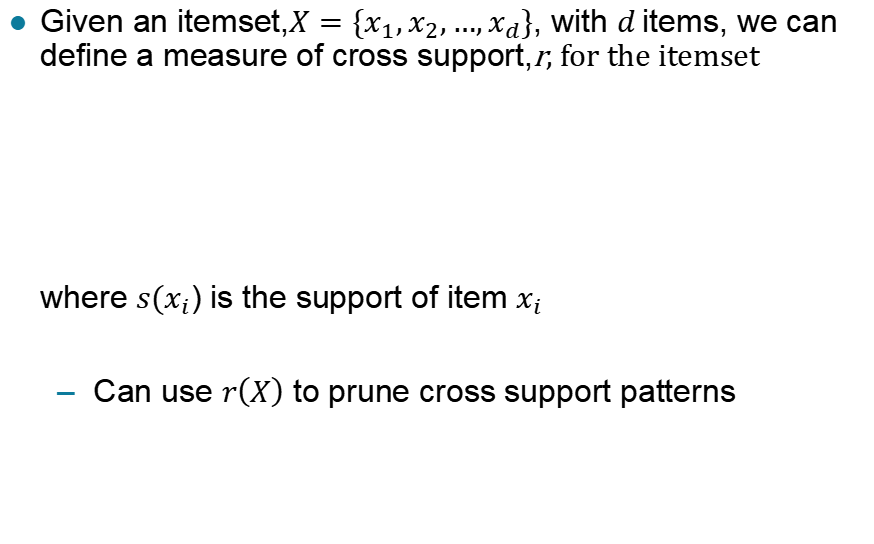 ● Given an itemset,X = {x₁, x₂, ..., x_d}, with d items, we can
define a measure of cross support,r, for the itemset
where s(xᵢ) is the support of item xᵢ
– Can use r(X) to prune cross support patterns